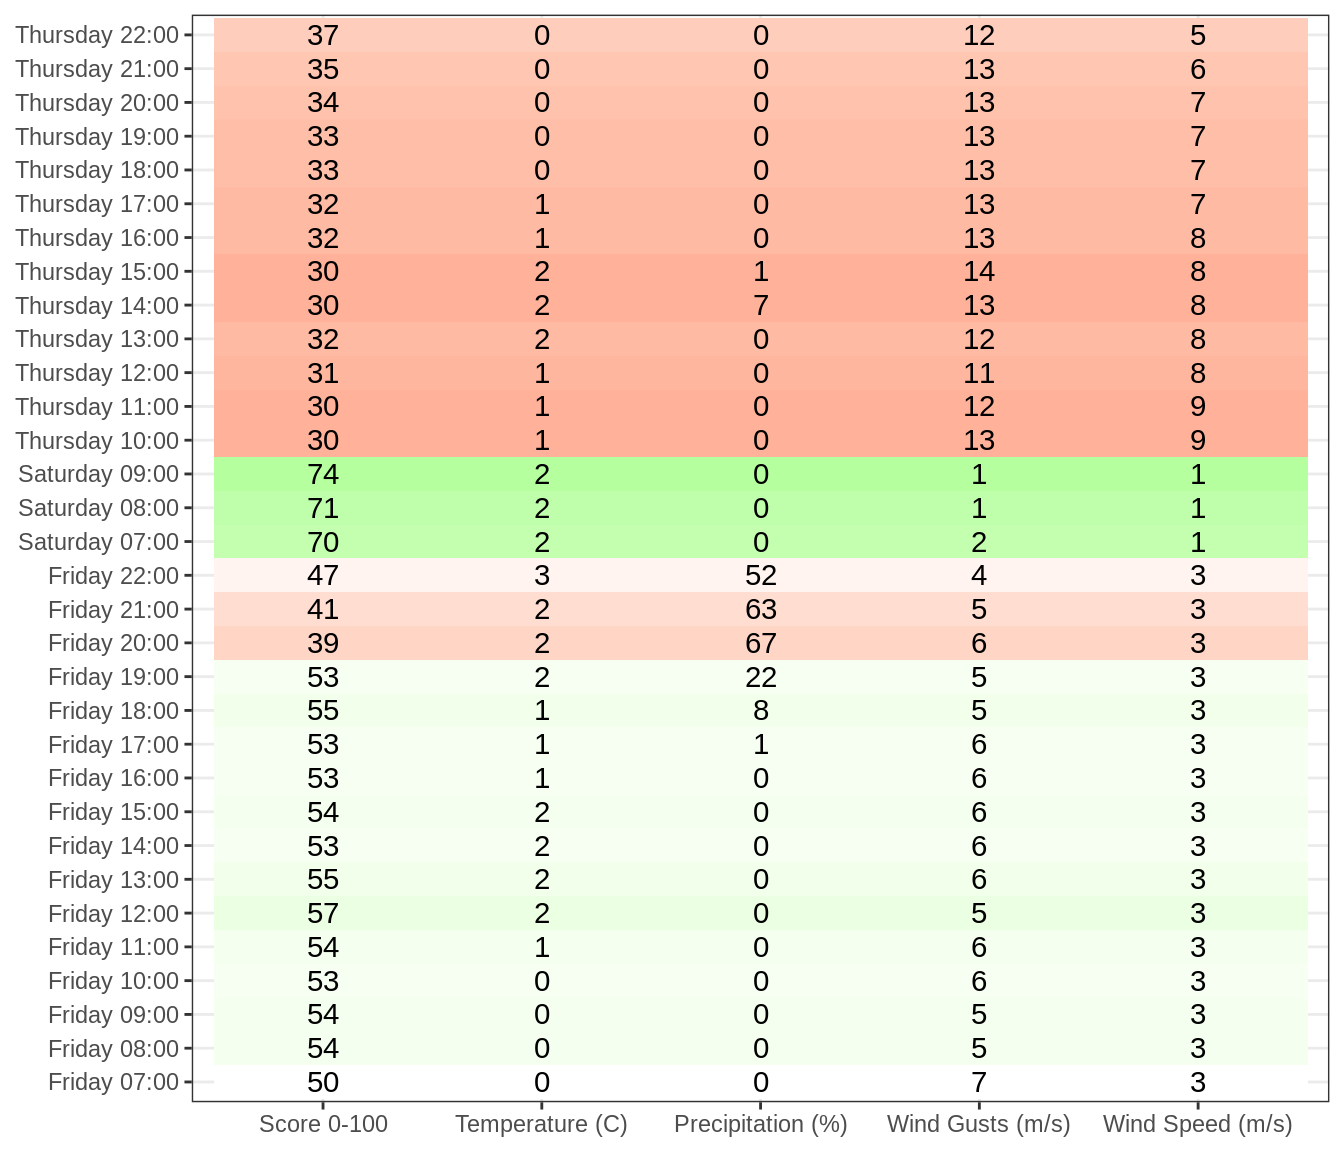 Thursday 22:00 37 0 0 12 5
Thursday 21:00 35 0 0 13 6
Thursday 20:00 34 0 0 13 7
Thursday 19:00 33 0 0 13 7
Thursday 18:00 33 0 0 13 7
Thursday 17:00 32 1 0 13 7
Thursday 16:00 32 1 0 13 8
Thursday 15:00 30 2 1 14 8
Thursday 14:00 30 2 7 13 8
Thursday 13:00 32 2 0 12 8
Thursday 12:00 31 1 0 11 8
Thursday 11:00 30 1 0 12 9
Thursday 10:00 30 1 0 13 9
Saturday 09:00 74 2 0 1 1
Saturday 08:00 71 2 0 1 1
Saturday 07:00 70 2 0 2 1
Friday 22:00 47 3 52 4 3
Friday 21:00 41 2 63 5 3
Friday 20:00 39 2 67 6 3
Friday 19:00 53 2 22 5 3
Friday 18:00 55 1 8 5 3
Friday 17:00 53 1 1 6 3
Friday 16:00 53 1 0 6 3
Friday 15:00 54 2 0 6 3
Friday 14:00 53 2 0 6 3
Friday 13:00 55 2 0 6 3
Friday 12:00 57 2 0 5 3
Friday 11:00 54 1 0 6 3
Friday 10:00 53 0 0 6 3
Friday 09:00 54 0 0 5 3
Friday 08:00 54 0 0 5 3
Friday 07:00 50 0 0 7 3
Score 0-100 Temperature (C) Precipitation (%) Wind Gusts (m/s) Wind Speed (m/s)